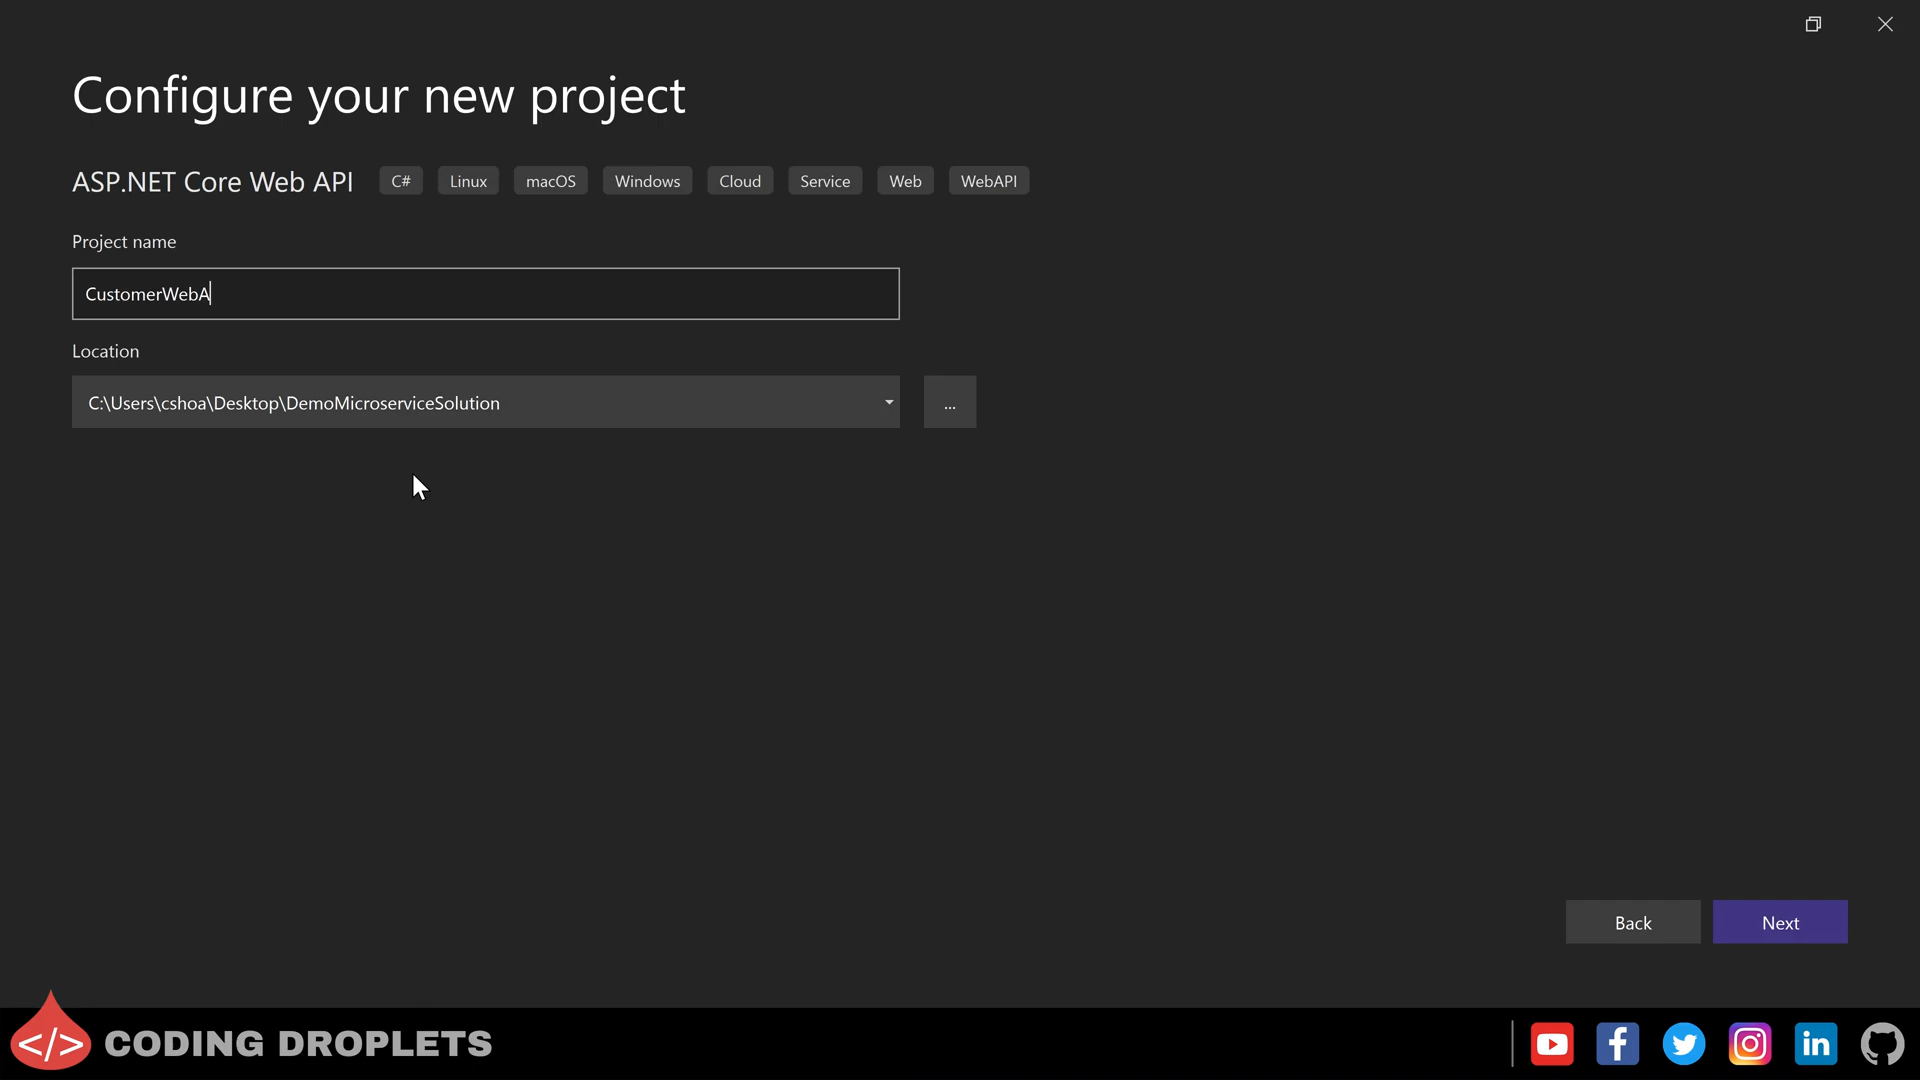 Configure your new project
ASP.NET Core Web API C# Linux macOS Windows Cloud Service Web WebAPI
Project name
CustomerWebA
Location
C:\Users\cshoa\Desktop\DemoMicroserviceSolution
...
Back Next
</> CODING DROPLETS
f in